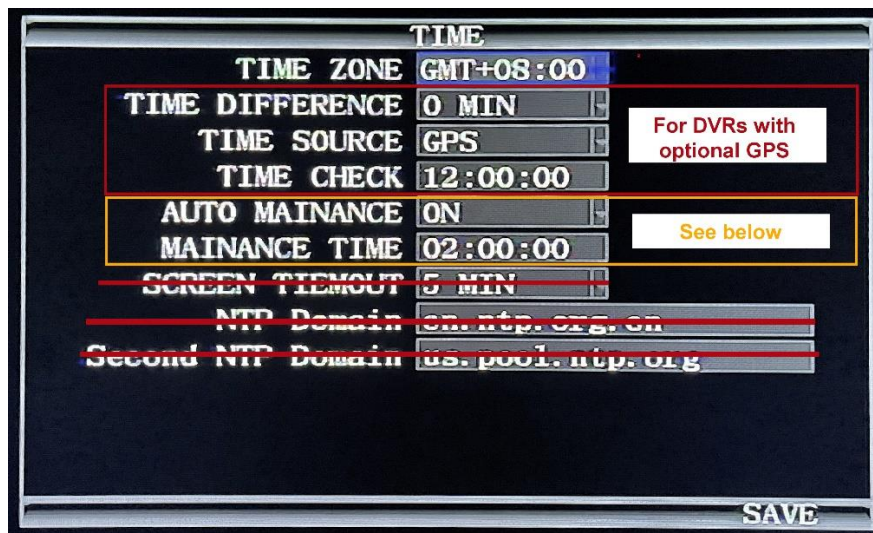 TIME
TIME ZONE GMT+08:00
TIME DIFFERENCE 0 MIN
TIME SOURCE GPS
TIME CHECK 12:00:00
For DVRs with
optional GPS
AUTO MAINANCE ON
MAINANCE TIME 02:00:00
See below
SCREEN TIEMOUT 5 MIN
NTP Domain cn.ntp.org.cn
Second NTP Domain us.pool.ntp.org
SAVE